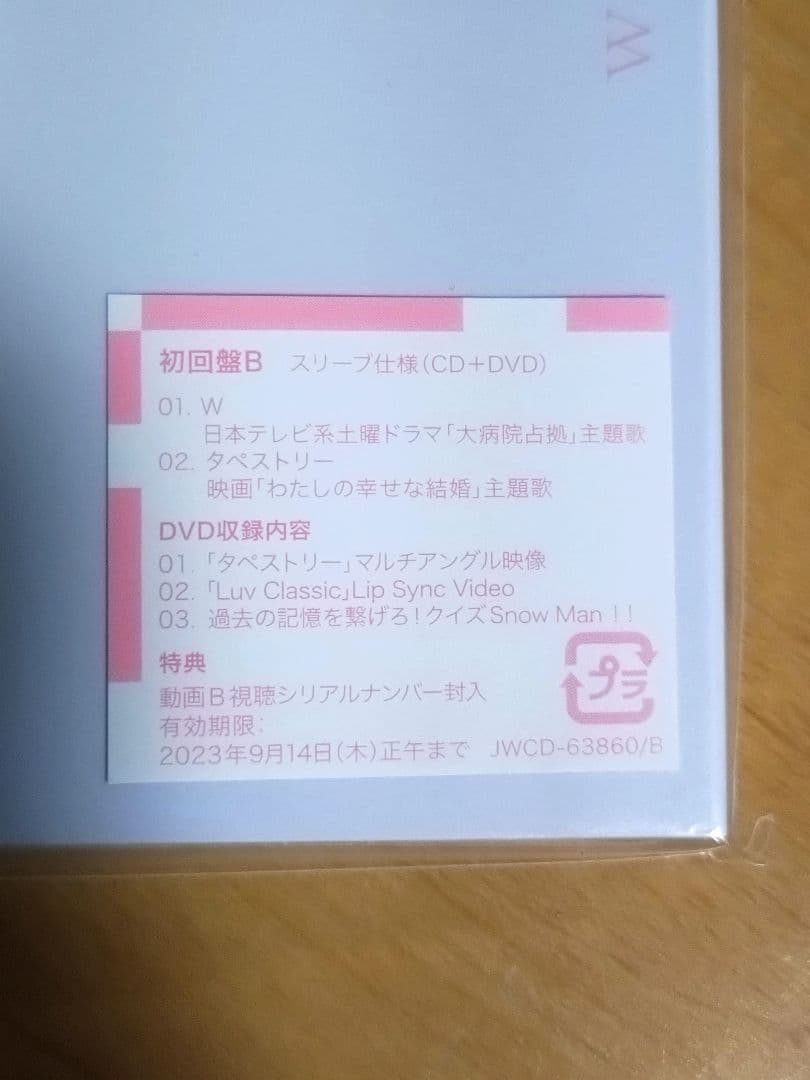 W
初回盤B スリーブ仕様(CD+DVD)
01. W
日本テレビ系土曜ドラマ「大病院占拠」主題歌
02. タペストリー
映画「わたしの幸せな結婚」主題歌
DVD収録内容
01.「タペストリー」マルチアングル映像
02.「Luv Classic」Lip Sync Video
03. 過去の記憶を繋げろ!クイズSnow Man!!
特典
動画B視聴シリアルナンバー封入
有効期限:
2023年9月14日(木)正午まで JWCD-63860/B
プラ